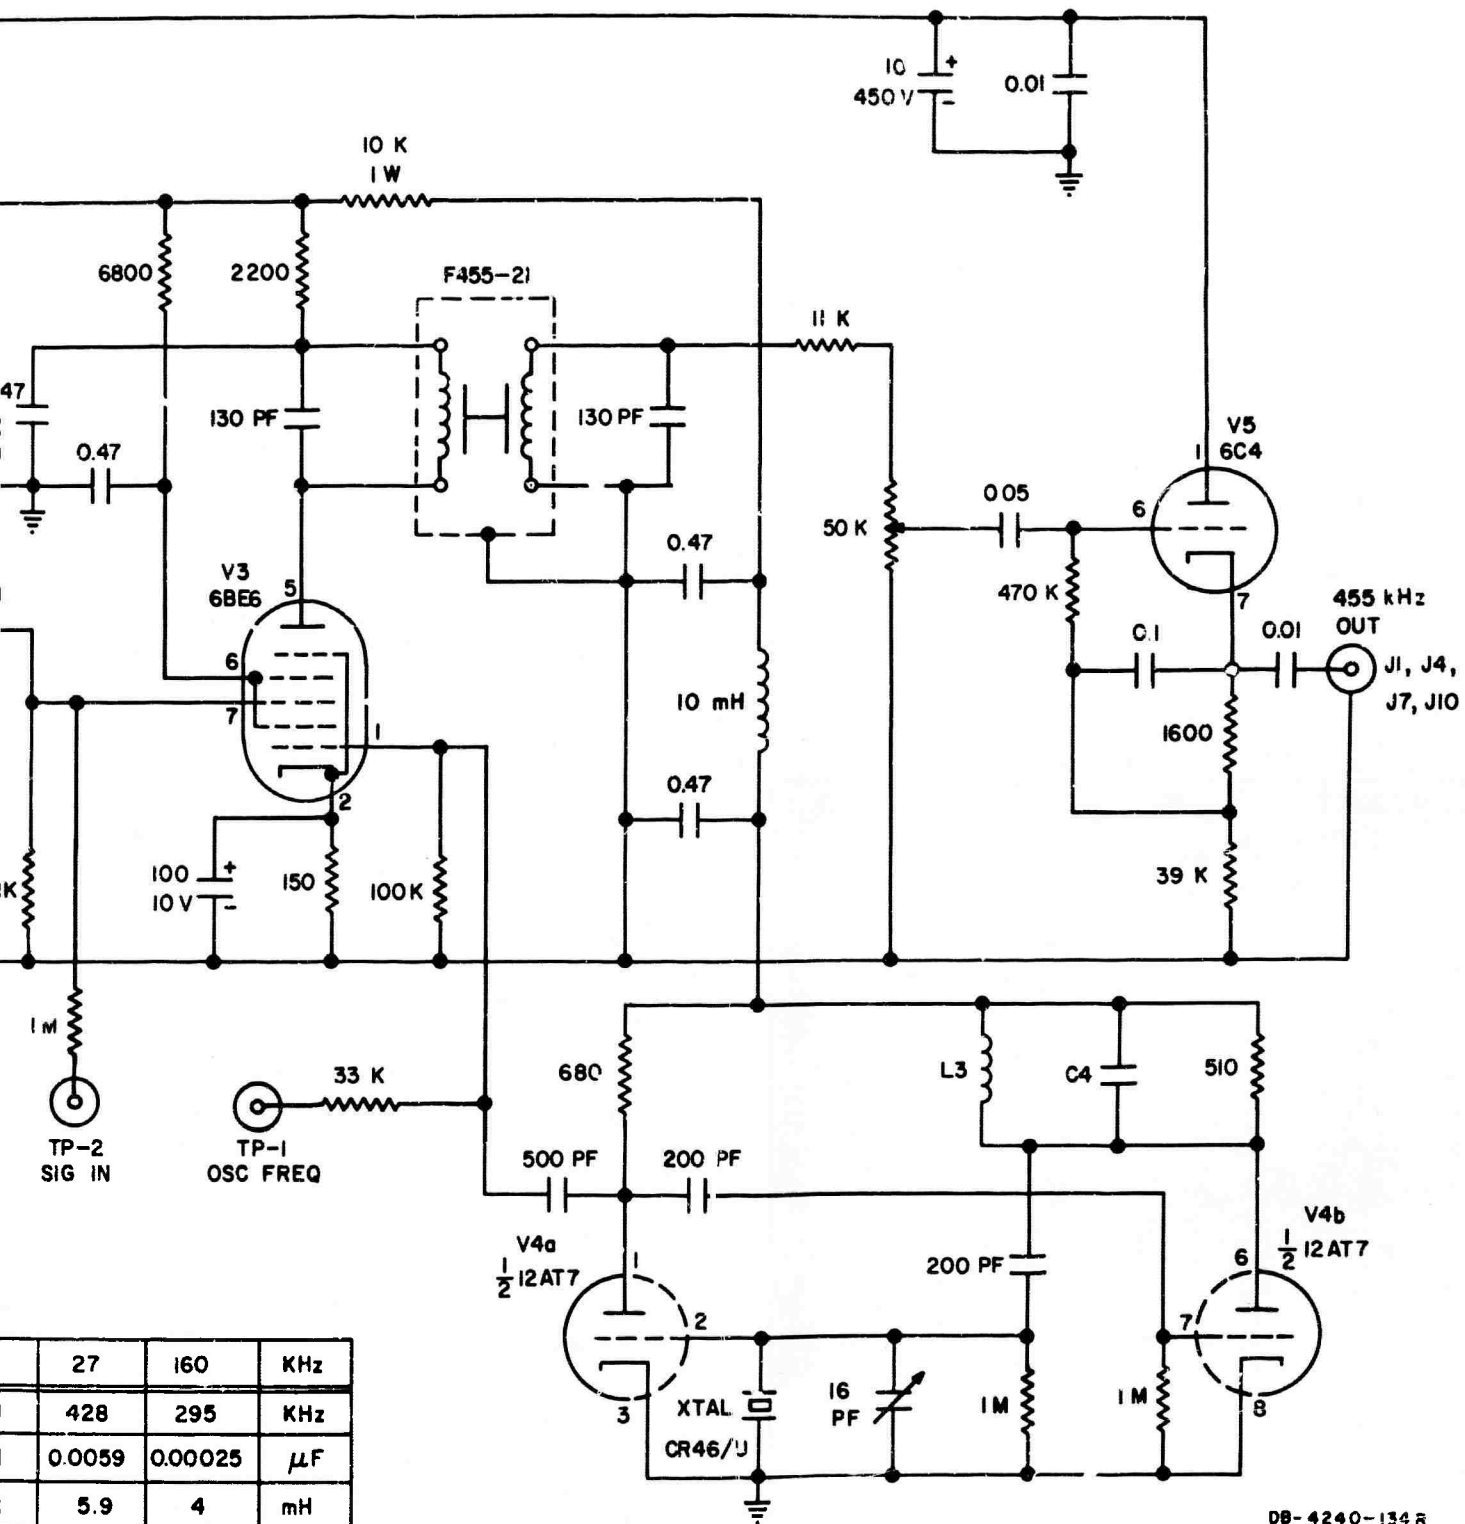 10 +
450 V -
0.01
10 K
1 W
6800
2200
F455-21
11 K
47
130 PF
130 PF
0.47
V5
6C4
1
0.05
6
50 K
0.47
V3
6BE6
5
470 K
7
455 kHz
OUT
0.1
0.01
J1, J4,
J7, J10
6
7
1
10 mH
1600
0.47
2
100 +
10 V -
150
100K
K
39 K
1 M
680
L3
C4
510
33 K
TP-2
SIG IN
TP-1
OSC FREQ
500 PF
200 PF
V4a
1/2 12AT7
1
V4b
1/2 12AT7
6
200 PF
2
7
3
XTAL
CR46/U
16
PF
1 M
1 M
8
27 160 KHz
428 295 KHz
0.0059 0.00025 μF
5.9 4 mH